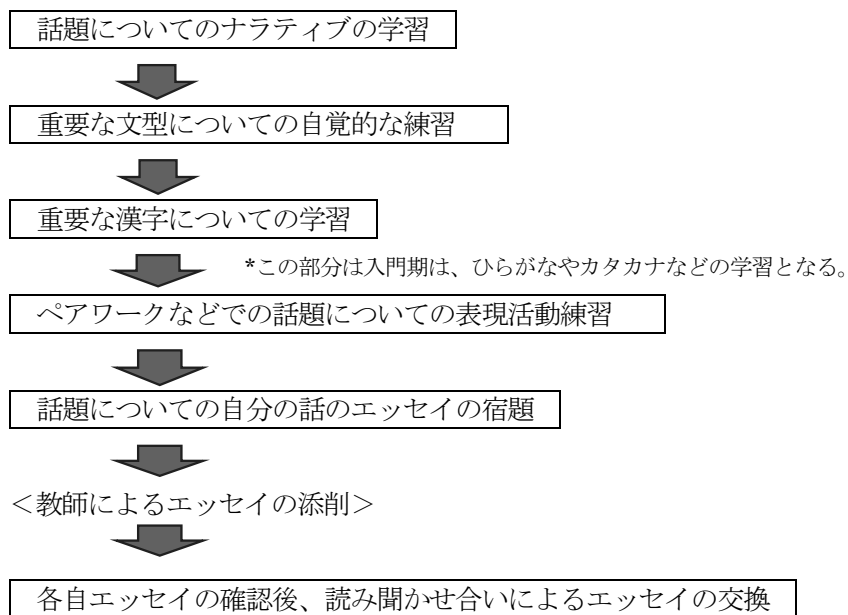 話題についてのナラティブの学習
重要な文型についての自覚的な練習
重要な漢字についての学習
*この部分は入門期は、ひらがなやカタカナなどの学習となる。
ペアワークなどでの話題についての表現活動練習
話題についての自分の話のエッセイの宿題
＜教師によるエッセイの添削＞
各自エッセイの確認後、読み聞かせ合いによるエッセイの交換